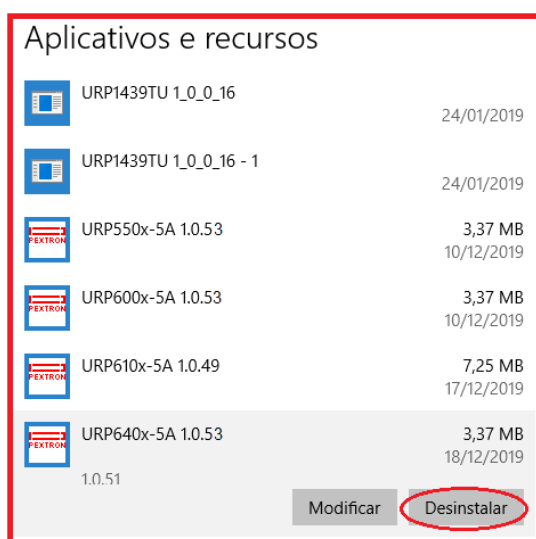 Aplicativos e recursos
URP1439TU 1_0_0_16
24/01/2019
URP1439TU 1_0_0_16 - 1
24/01/2019
PEXTRON
URP550x-5A 1.0.53
3,37 MB
10/12/2019
PEXTRON
URP600x-5A 1.0.53
3,37 MB
10/12/2019
PEXTRON
URP610x-5A 1.0.49
7,25 MB
17/12/2019
PEXTRON
URP640x-5A 1.0.53
3,37 MB
18/12/2019
1.0.51
Modificar Desinstalar